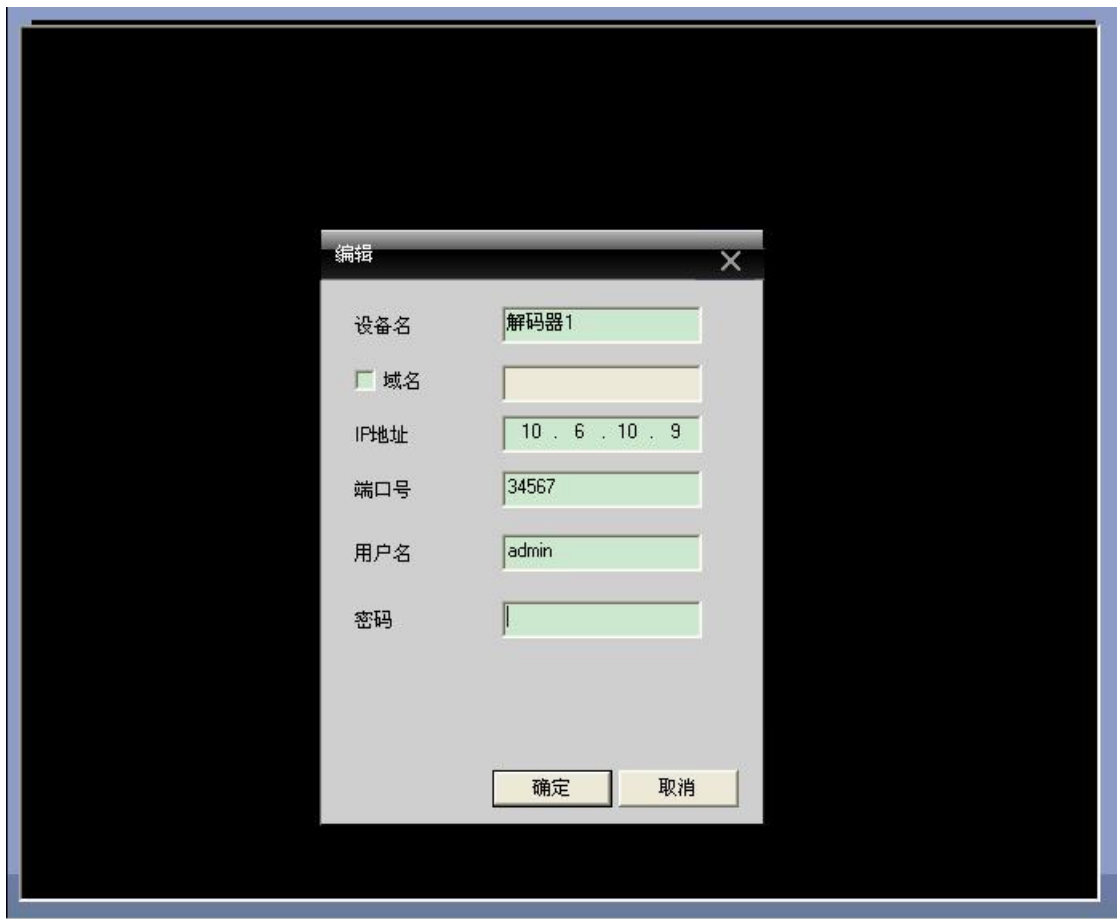 编辑
设备名 解码器1
域名
IP地址 10 . 6 . 10 . 9
端口号 34567
用户名 admin
密码
确定 取消